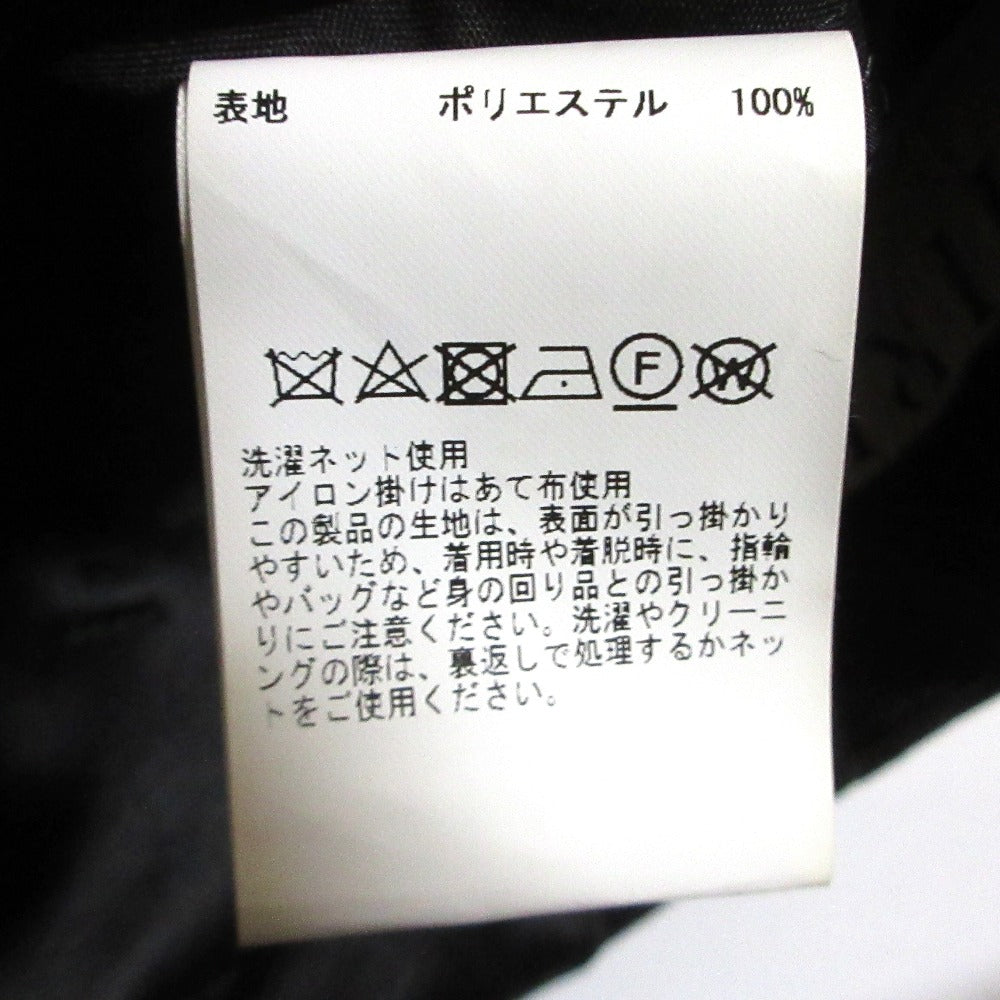 表地 ポリエステル 100%
F W
洗濯ネット使用
アイロン掛けはあて布使用
この製品の生地は、表面が引っ掛かり
やすいため、着用時や着脱時に、指輪
やバッグなど身の回り品との引っ掛か
りにご注意ください。洗濯やクリーニ
ングの際は、裏返しで処理するかネッ
トをご使用ください。